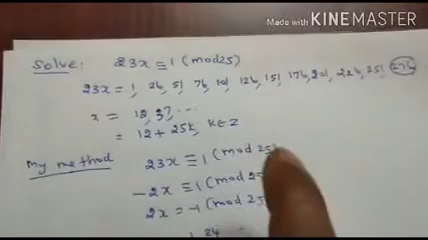 Made with KINEMASTER
Solve: 23x ≡ 1 (mod 25)
23x = 1, 26, 51, 76, 101, 126, 151, 176, 201, 226, 251, 276
x = 12, 37, ...
= 12 + 25k, k ∈ Z
My method 23x ≡ 1 (mod 25
-2x ≡ 1 (mod 2
2x = -1 (mod 25
24